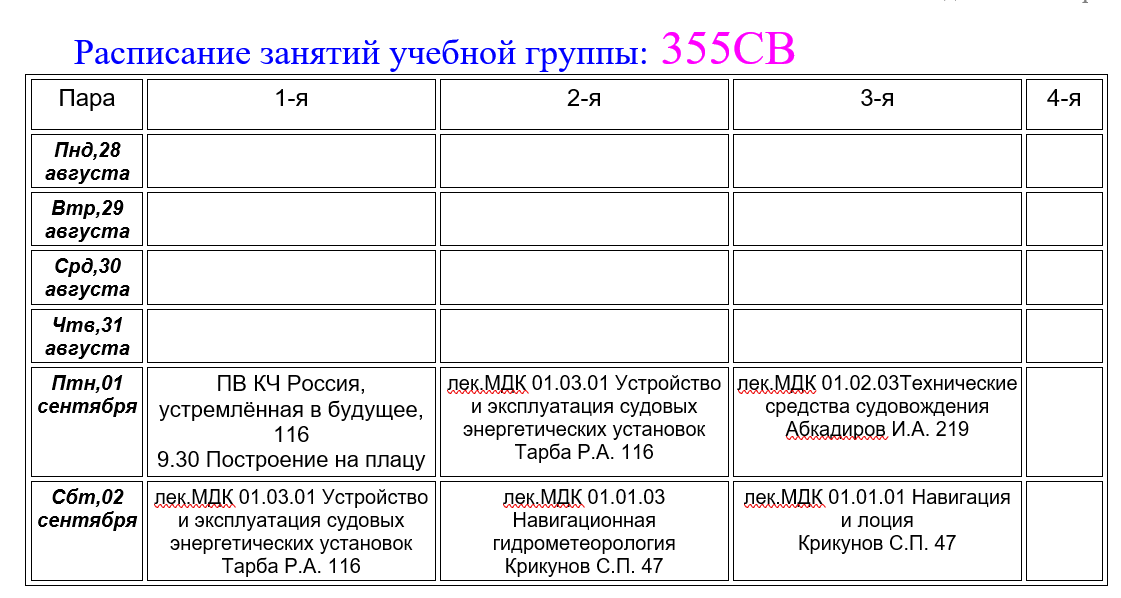 Расписание занятий учебной группы: 355СВ
Пара 1-я 2-я 3-я 4-я
Пнд,28
августа
Втр,29
августа
Срд,30
августа
Чтв,31
августа
Птн,01
сентября
ПВ КЧ Россия,
устремлённая в будущее,
116
9.30 Построение на плацу
лек.МДК 01.03.01 Устройство
и эксплуатация судовых
энергетических установок
Тарба Р.А. 116
лек.МДК 01.02.03Технические
средства судовождения
Абкадиров И.А. 219
Сбт,02
сентября
лек.МДК 01.03.01 Устройство
и эксплуатация судовых
энергетических установок
Тарба Р.А. 116
лек.МДК 01.01.03
Навигационная
гидрометеорология
Крикунов С.П. 47
лек.МДК 01.01.01 Навигация
и лоция
Крикунов С.П. 47